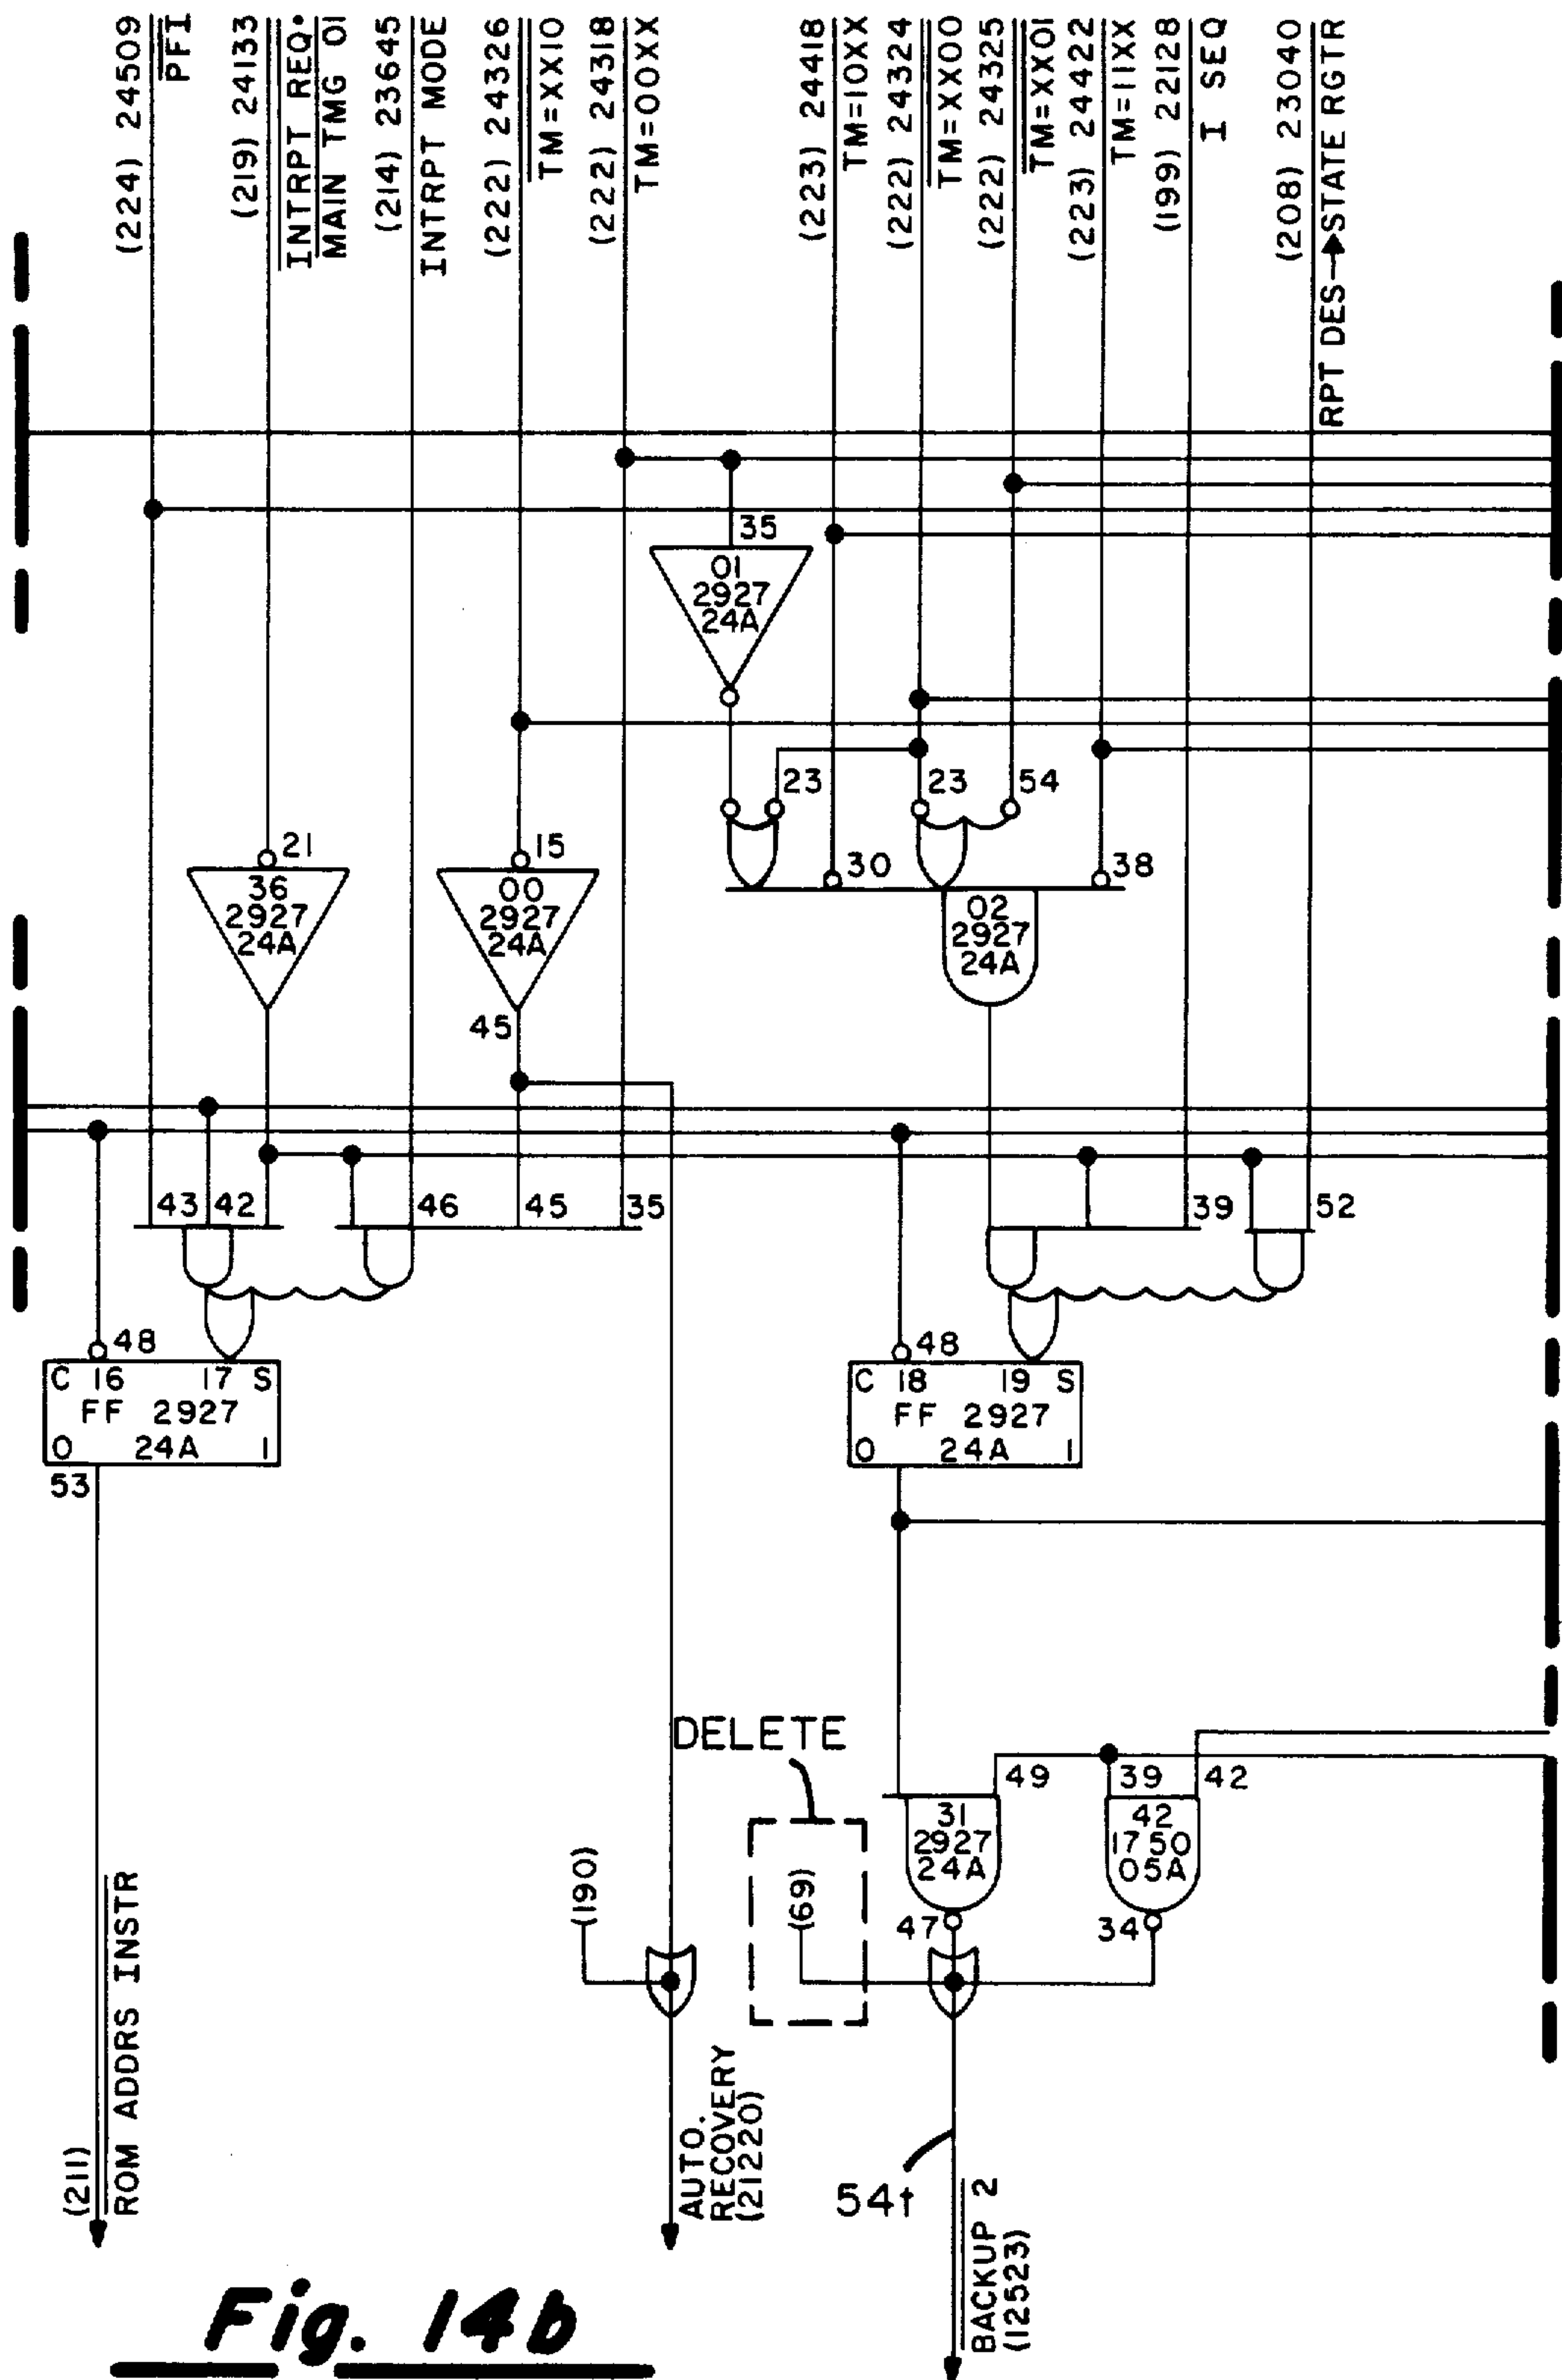 (224) 24509
PFI
(219) 24133
INTRPT REQ•
MAIN TMG 01
(214) 23645
INTRPT MODE
(222) 24326
TM=XX10
(222) 24318
TM=00XX
(223) 24418
TM=10XX
(222) 24324
TM=XX00
(222) 24325
TM=XX01
(223) 24422
TM=11XX
(199) 22128
I SEQ
(208) 23040
RPT DES→STATE RGTR
35
01
2927
24A
23
23
54
21
36
2927
24A
15
00
2927
24A
30
38
02
2927
24A
45
43
42
46
45
35
39
52
48
C 16 17 S
FF 2927
0 24A 1
53
48
C 18 19 S
FF 2927
0 24A 1
DELETE
49
39
42
31
2927
24A
42
1750
05A
(190)
(69)
47
34
(211)
ROM ADDRS INSTR
AUTO.
RECOVERY
(21220)
54t
BACKUP 2
(12523)
Fig. 14b